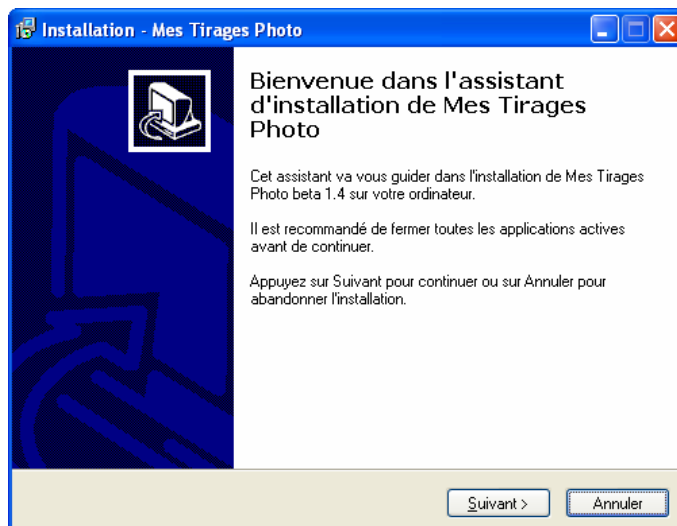 Installation - Mes Tirages Photo
Bienvenue dans l'assistant
d'installation de Mes Tirages
Photo
Cet assistant va vous guider dans l'installation de Mes Tirages
Photo beta 1.4 sur votre ordinateur.
Il est recommandé de fermer toutes les applications actives
avant de continuer.
Appuyez sur Suivant pour continuer ou sur Annuler pour
abandonner l'installation.
Suivant >
Annuler